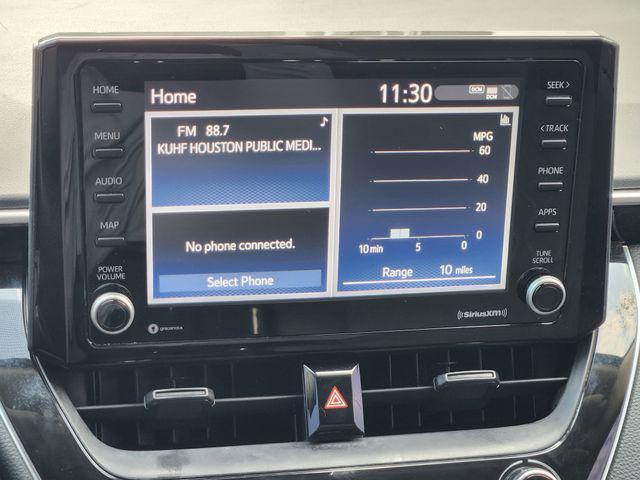 HOME
MENU
AUDIO
MAP
POWER
VOLUME
Home
11:30
DCM
DCM
FM 88.7
KUHF HOUSTON PUBLIC MEDI...
No phone connected.
Select Phone
MPG
60
40
20
0
10 min 5 0
Range 10 miles
SEEK >
< TRACK
PHONE
APPS
TUNE
SCROLL
gracenote
SiriusXM